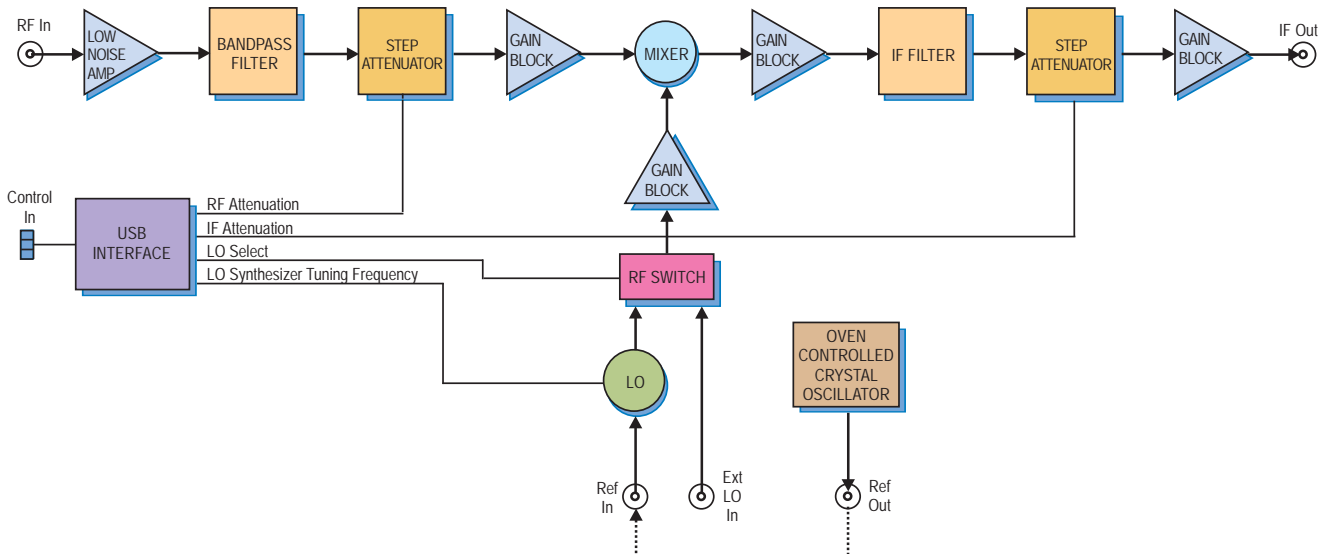 RF In
LOW
NOISE
AMP
BANDPASS
FILTER
STEP
ATTENUATOR
GAIN
BLOCK
MIXER
GAIN
BLOCK
IF FILTER
STEP
ATTENUATOR
GAIN
BLOCK
IF Out
GAIN
BLOCK
Control
In
USB
INTERFACE
RF Attenuation
IF Attenuation
LO Select
LO Synthesizer Tuning Frequency
RF SWITCH
LO
OVEN
CONTROLLED
CRYSTAL
OSCILLATOR
Ref
In
Ext
LO
In
Ref
Out